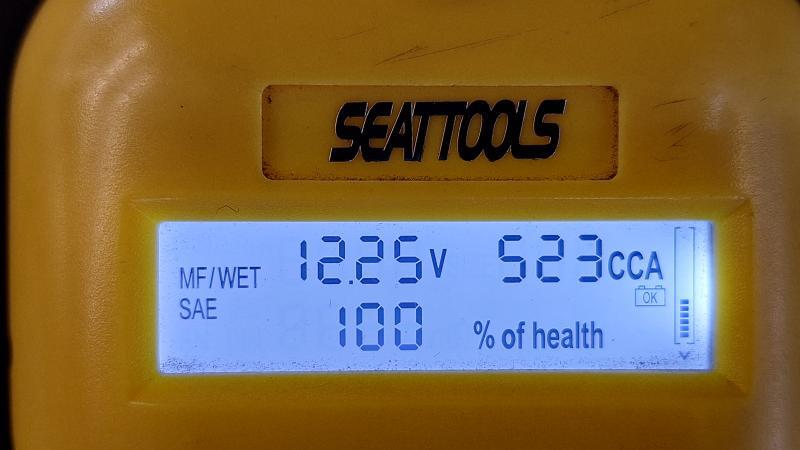 SEATTOOLS
MF/WET 12.25V 523CCA
SAE OK
100 % of health